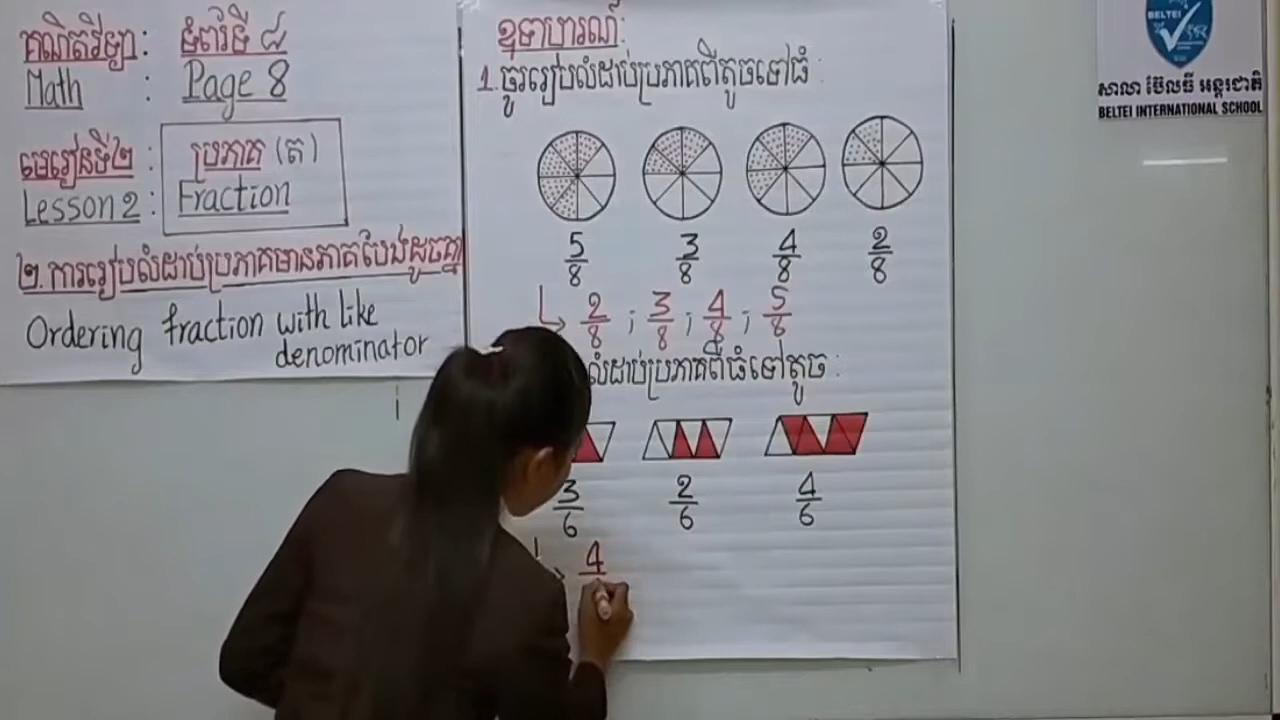 គណិតវិទ្យា : ទំព័រទី ៨
Math : Page 8
មេរៀនទី២ : ប្រភាគ (ត)
Lesson 2 : Fraction
២. ការរៀបលំដាប់ប្រភាគមានភាគបែងដូចគ្នា
Ordering fraction with like
denominator
ឧទាហរណ៍:
1. ចូររៀបលំដាប់ប្រភាគពីតូចទៅធំ :
5/8 3/8 4/8 2/8
2/8 ; 3/8 ; 4/8 ; 5/8
លំដាប់ប្រភាគពីធំទៅតូច :
3/6 2/6 4/6
4
BELTEI
សាលា ប៊ែលធី អន្តរជាតិ
BELTEI INTERNATIONAL SCHOOL